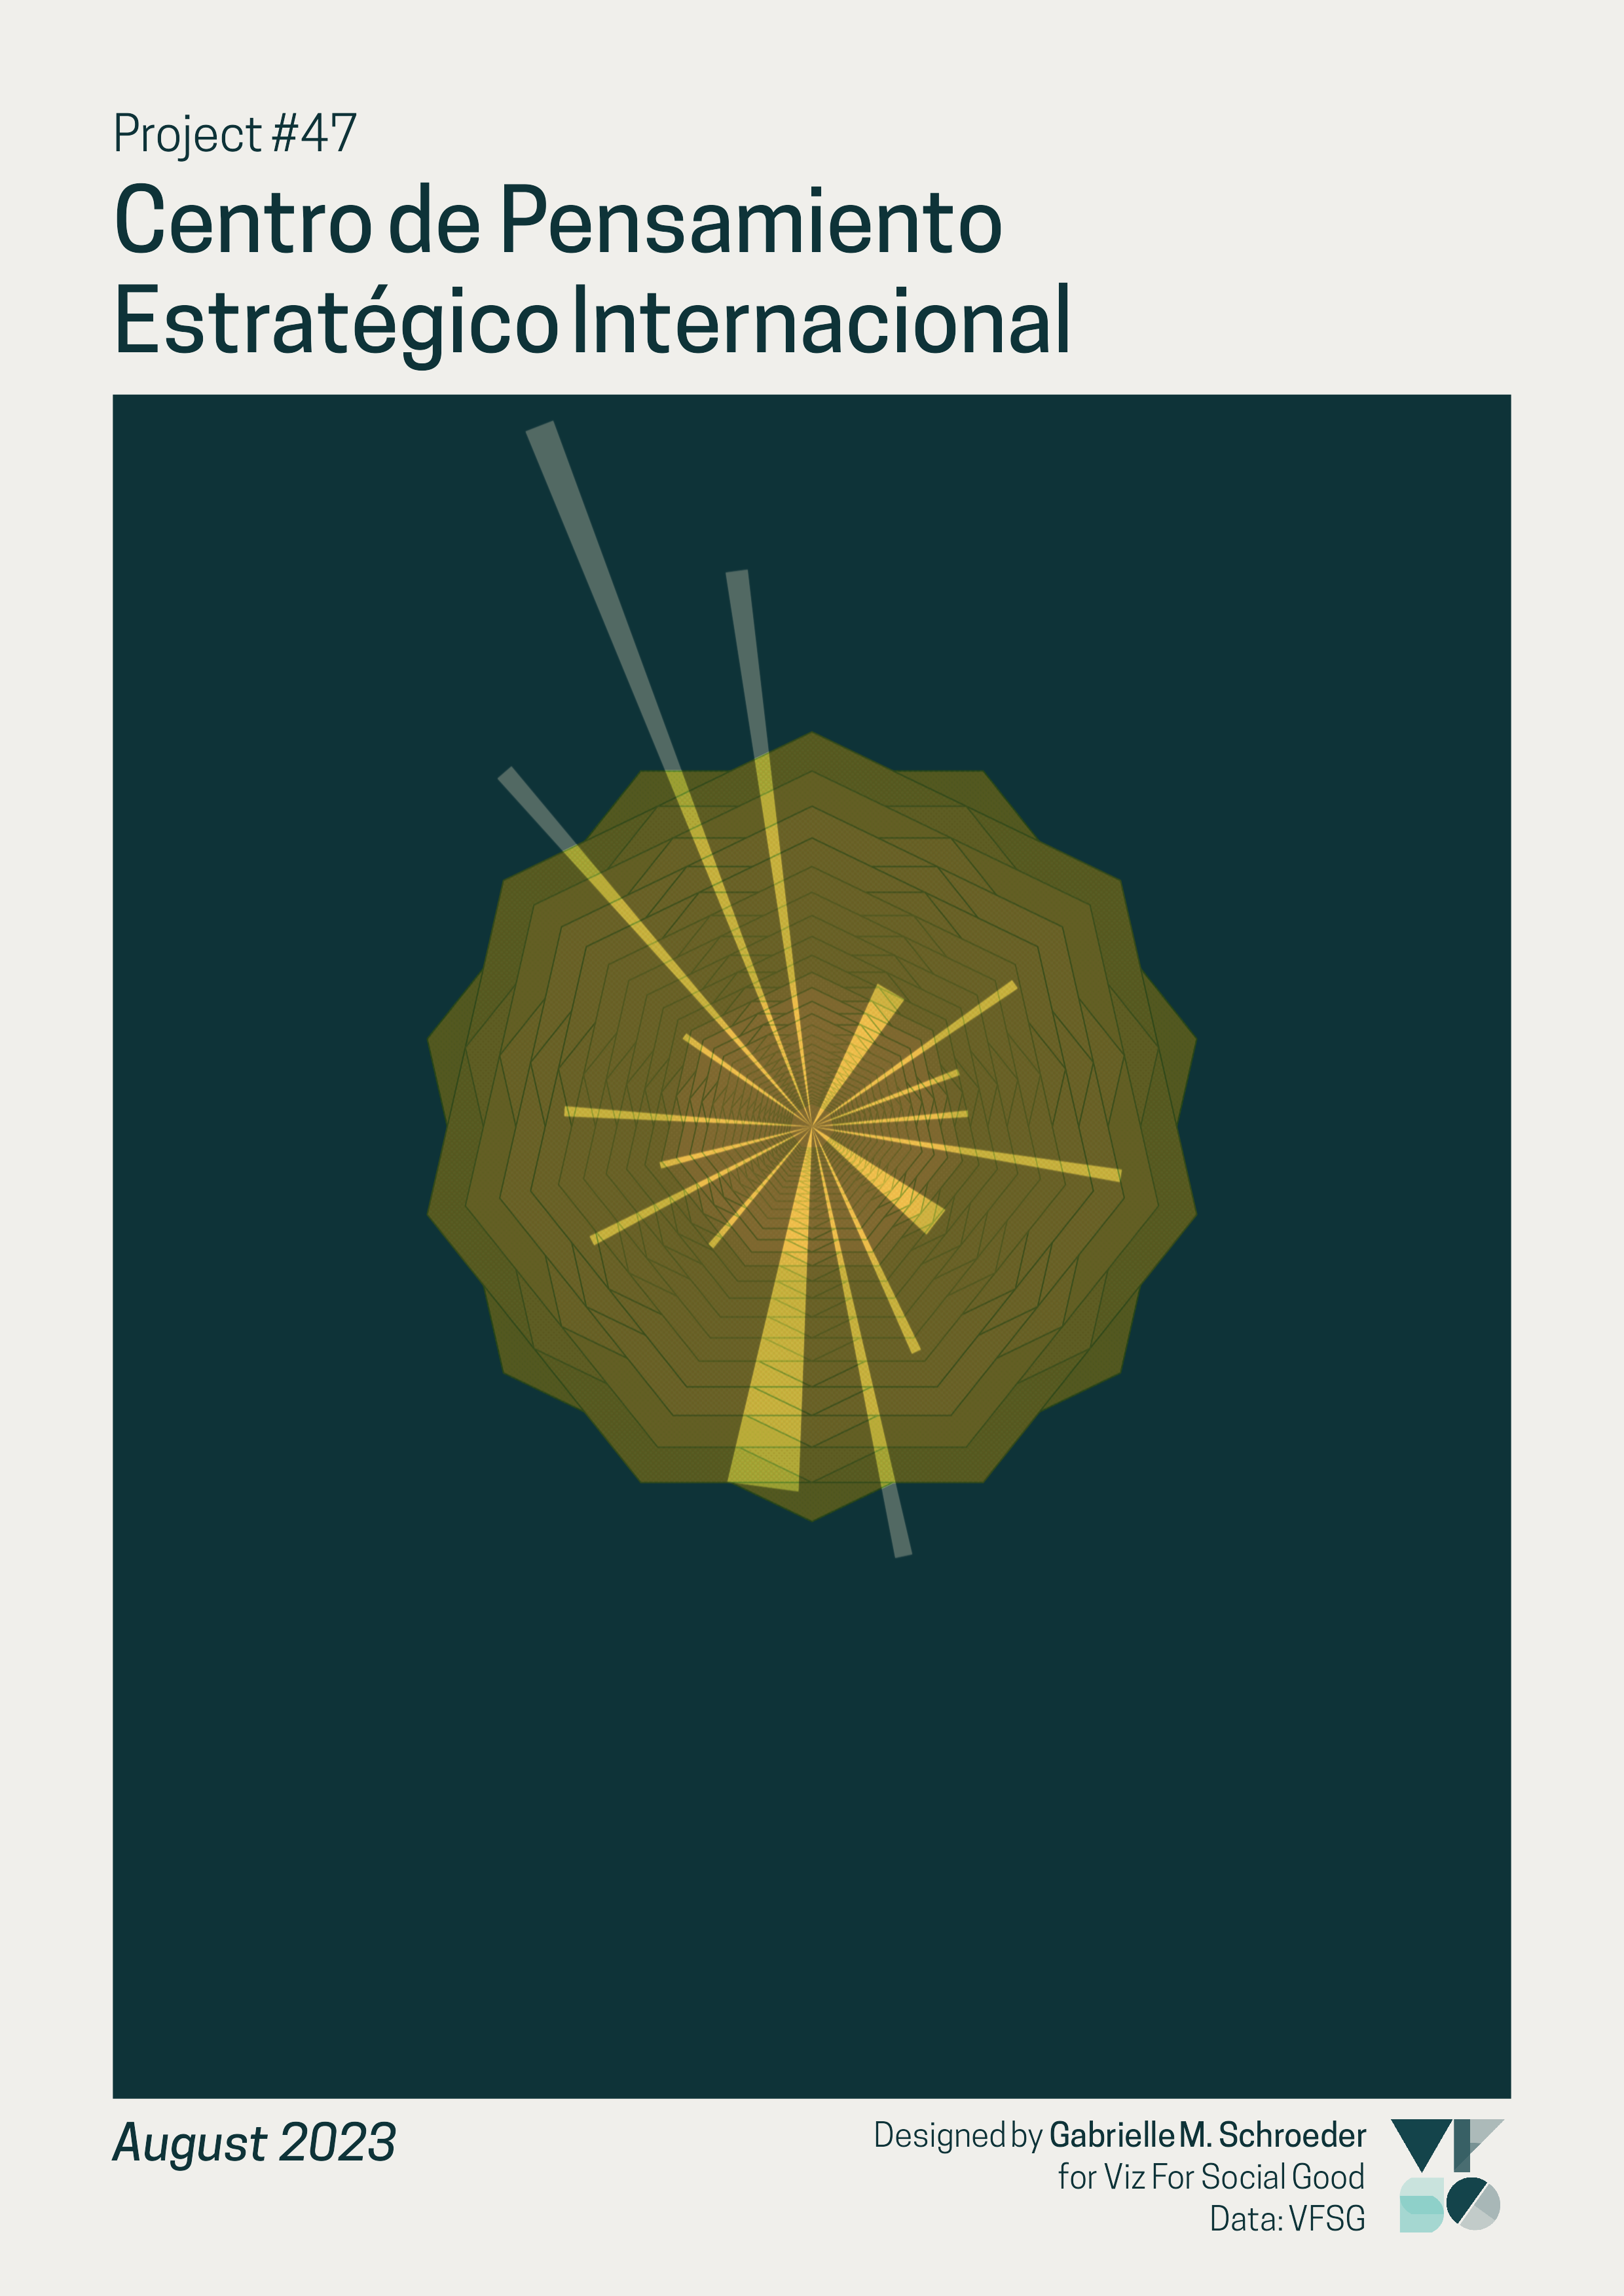 Project #47
Centro de Pensamiento
Estratégico Internacional
August 2023
Designed by Gabrielle M. Schroeder
for Viz For Social Good
Data: VFSG